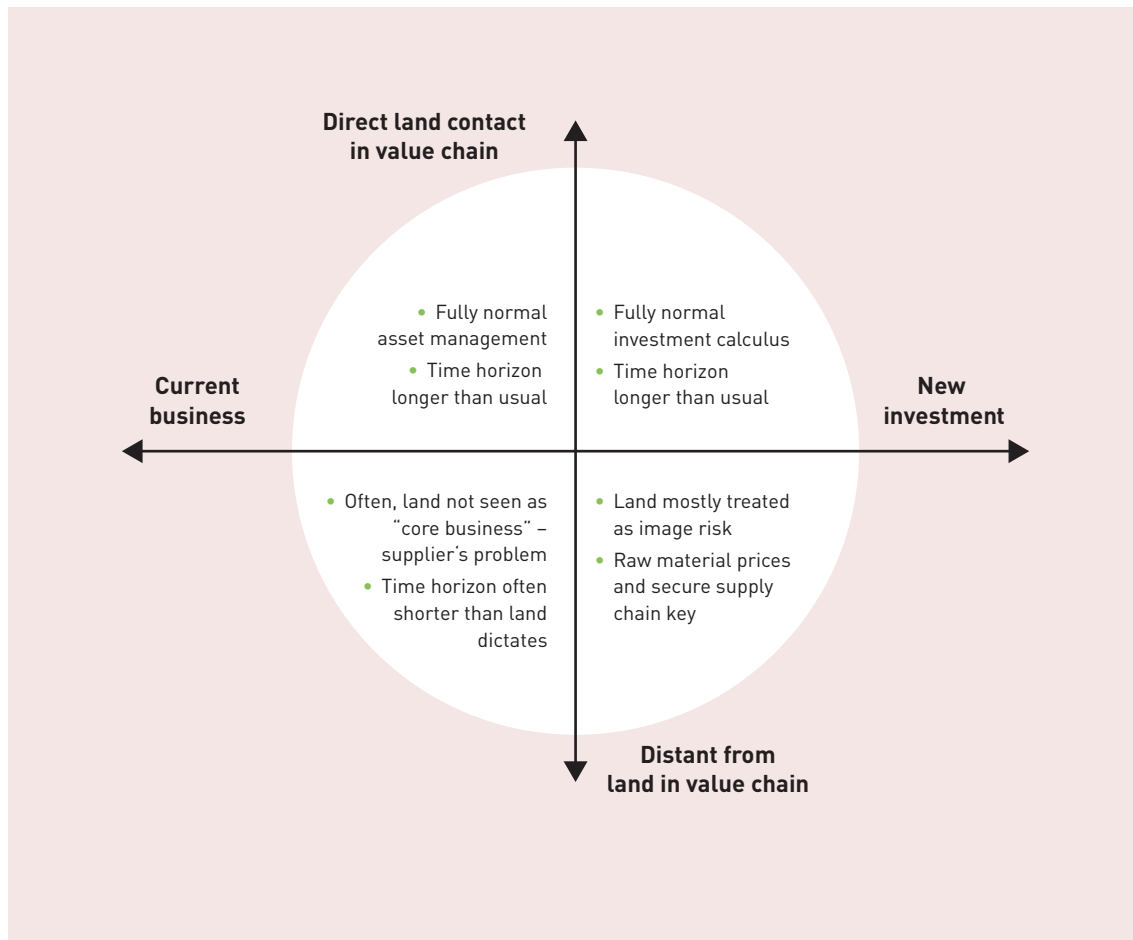 Direct land contact
in value chain
Current
business
New
investment
• Fully normal
asset management
• Time horizon
longer than usual
• Fully normal
investment calculus
• Time horizon
longer than usual
• Often, land not seen as
“core business” –
supplier‘s problem
• Time horizon often
shorter than land
dictates
• Land mostly treated
as image risk
• Raw material prices
and secure supply
chain key
Distant from
land in value chain